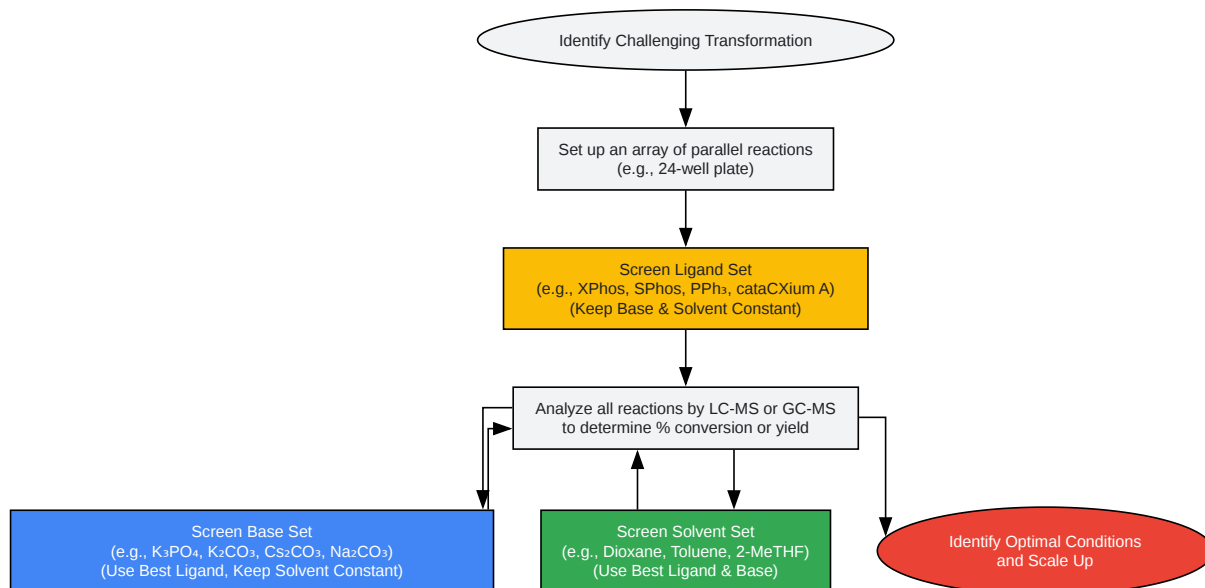 Identify Challenging Transformation
Set up an array of parallel reactions
(e.g., 24-well plate)
Screen Ligand Set
(e.g., XPhos, SPhos, PPh₃, cataCXium A)
(Keep Base & Solvent Constant)
Analyze all reactions by LC-MS or GC-MS
to determine % conversion or yield
Screen Base Set
(e.g., K₃PO₄, K₂CO₃, Cs₂CO₃, Na₂CO₃)
(Use Best Ligand, Keep Solvent Constant)
Screen Solvent Set
(e.g., Dioxane, Toluene, 2-MeTHF)
(Use Best Ligand & Base)
Identify Optimal Conditions
and Scale Up